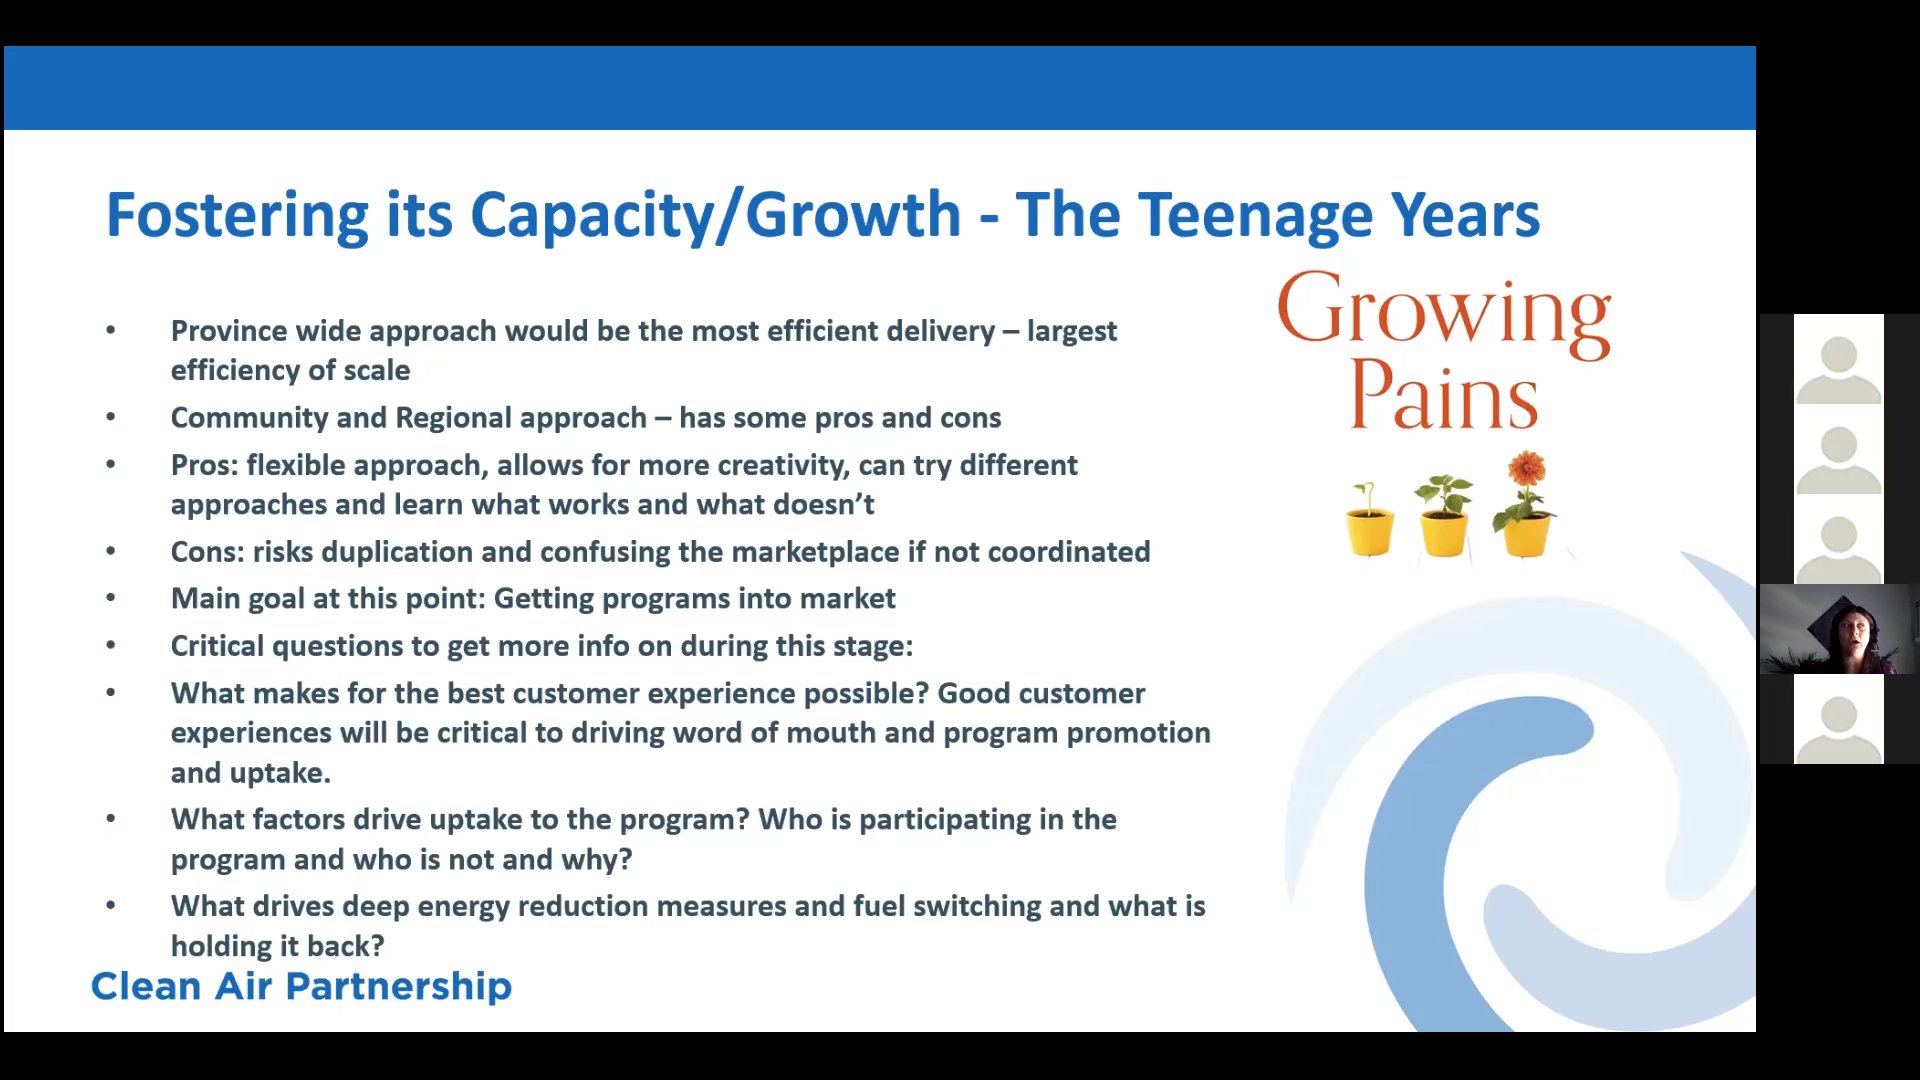 Fostering its Capacity/Growth - The Teenage Years
Growing
Pains
• Province wide approach would be the most efficient delivery – largest
efficiency of scale
• Community and Regional approach – has some pros and cons
• Pros: flexible approach, allows for more creativity, can try different
approaches and learn what works and what doesn’t
• Cons: risks duplication and confusing the marketplace if not coordinated
• Main goal at this point: Getting programs into market
• Critical questions to get more info on during this stage:
• What makes for the best customer experience possible? Good customer
experiences will be critical to driving word of mouth and program promotion
and uptake.
• What factors drive uptake to the program? Who is participating in the
program and who is not and why?
• What drives deep energy reduction measures and fuel switching and what is
holding it back?
Clean Air Partnership